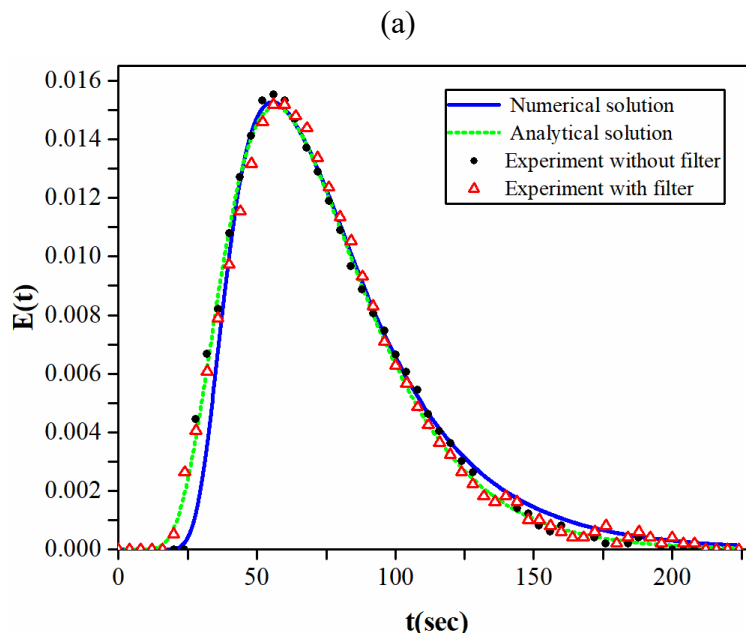 (a)
0.016
0.014
0.012
0.010
0.008
0.006
0.004
0.002
0.000
E(t)
Numerical solution
Analytical solution
Experiment without filter
Experiment with filter
0 50 100 150 200
t(sec)